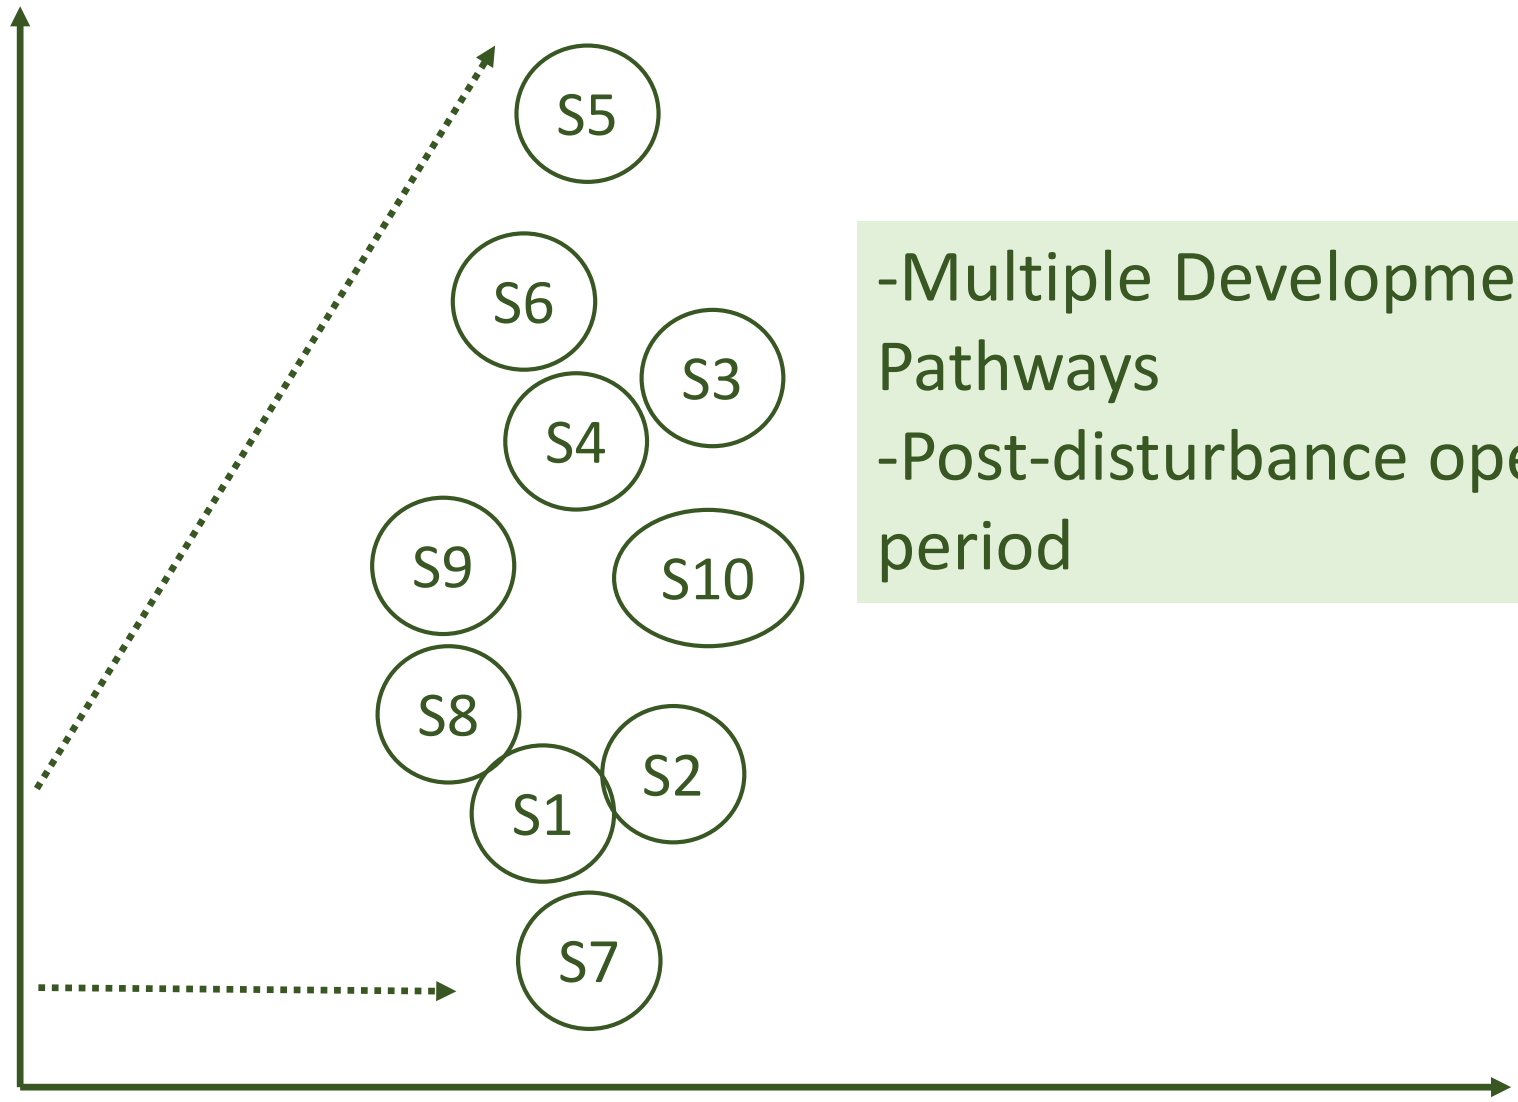 S5
S6
S3
S4
S9
S10
S8
S2
S1
S7
-Multiple Developme
Pathways
-Post-disturbance ope
period